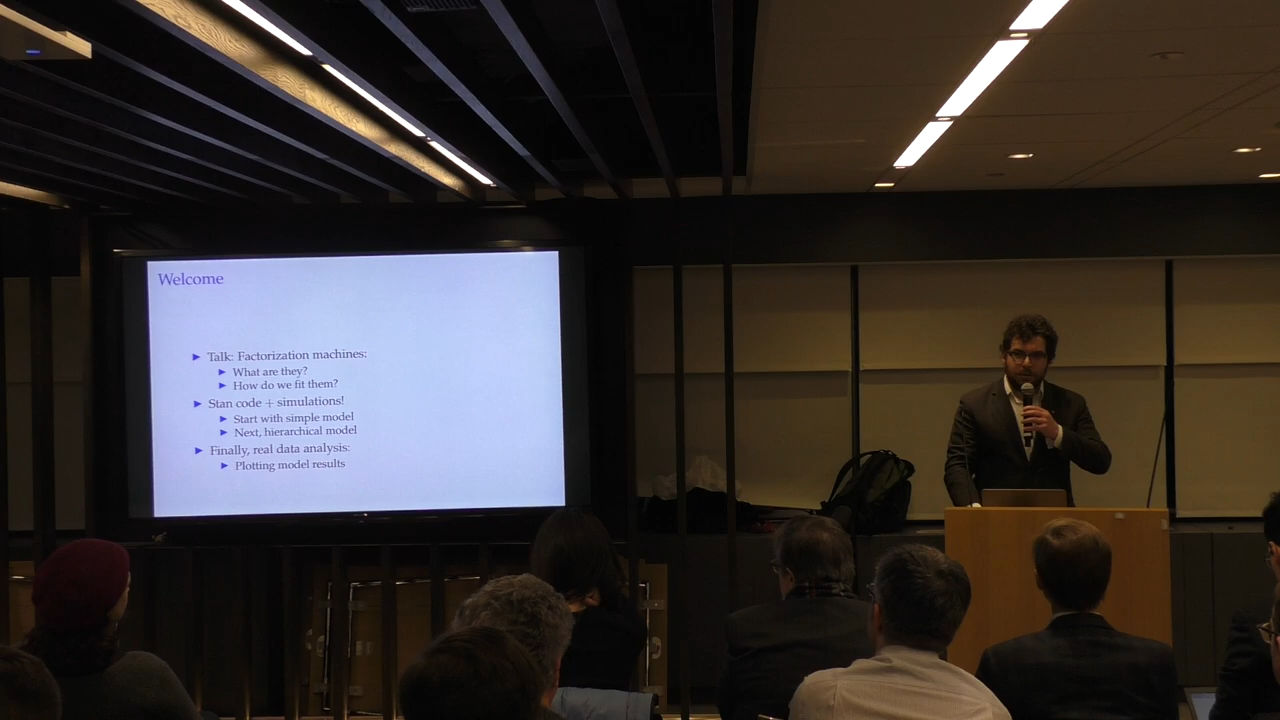 Welcome
Talk: Factorization machines:
What are they?
How do we fit them?
Stan code + simulations!
Start with simple model
Next, hierarchical model
Finally, real data analysis:
Plotting model results